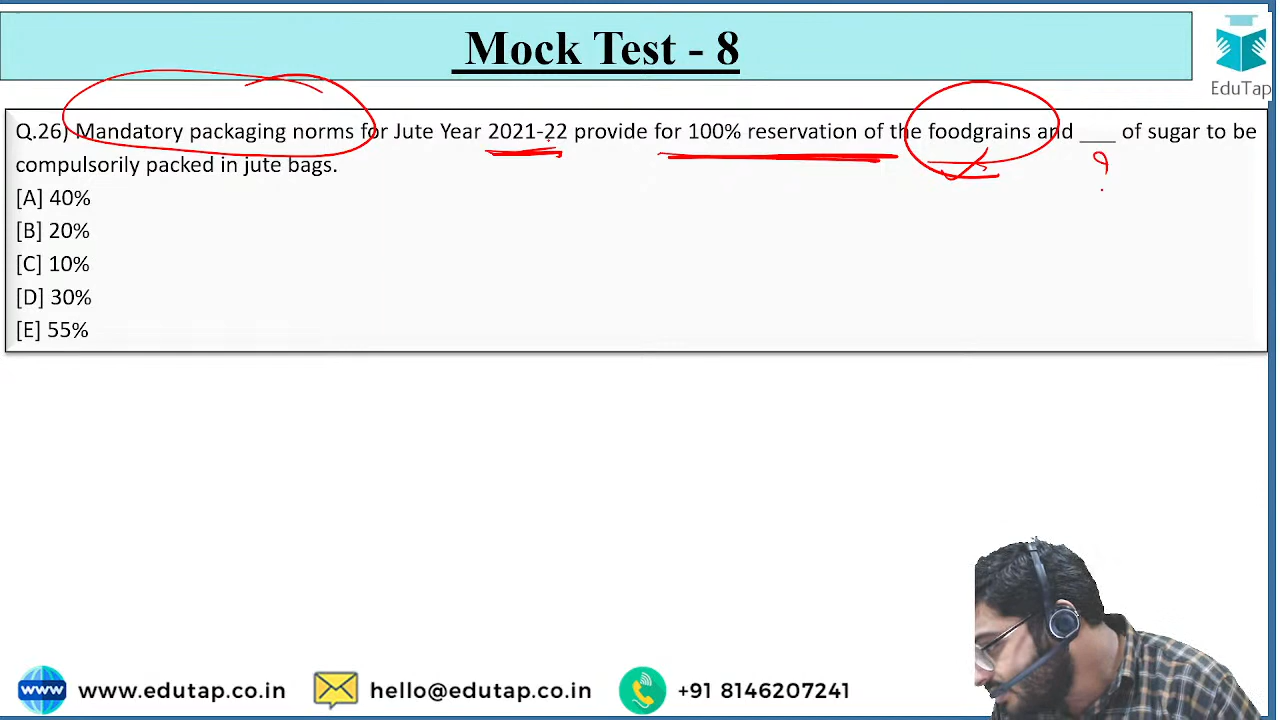 Mock Test - 8
EduTap
Q.26) Mandatory packaging norms for Jute Year 2021-22 provide for 100% reservation of the foodgrains and ___ of sugar to be
compulsorily packed in jute bags.
[A] 40%
[B] 20%
[C] 10%
[D] 30%
[E] 55%
?
www www.edutap.co.in hello@edutap.co.in +91 8146207241